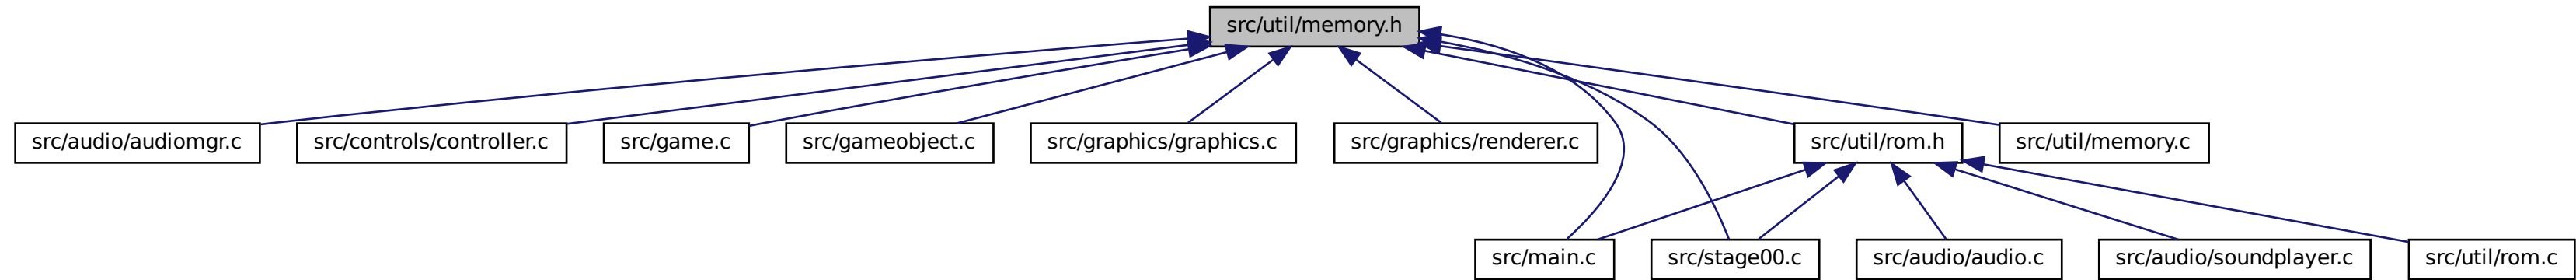 src/util/memory.h
src/audio/audiomgr.c
src/controls/controller.c
src/game.c
src/gameobject.c
src/graphics/graphics.c
src/graphics/renderer.c
src/util/rom.h
src/util/memory.c
src/main.c
src/stage00.c
src/audio/audio.c
src/audio/soundplayer.c
src/util/rom.c